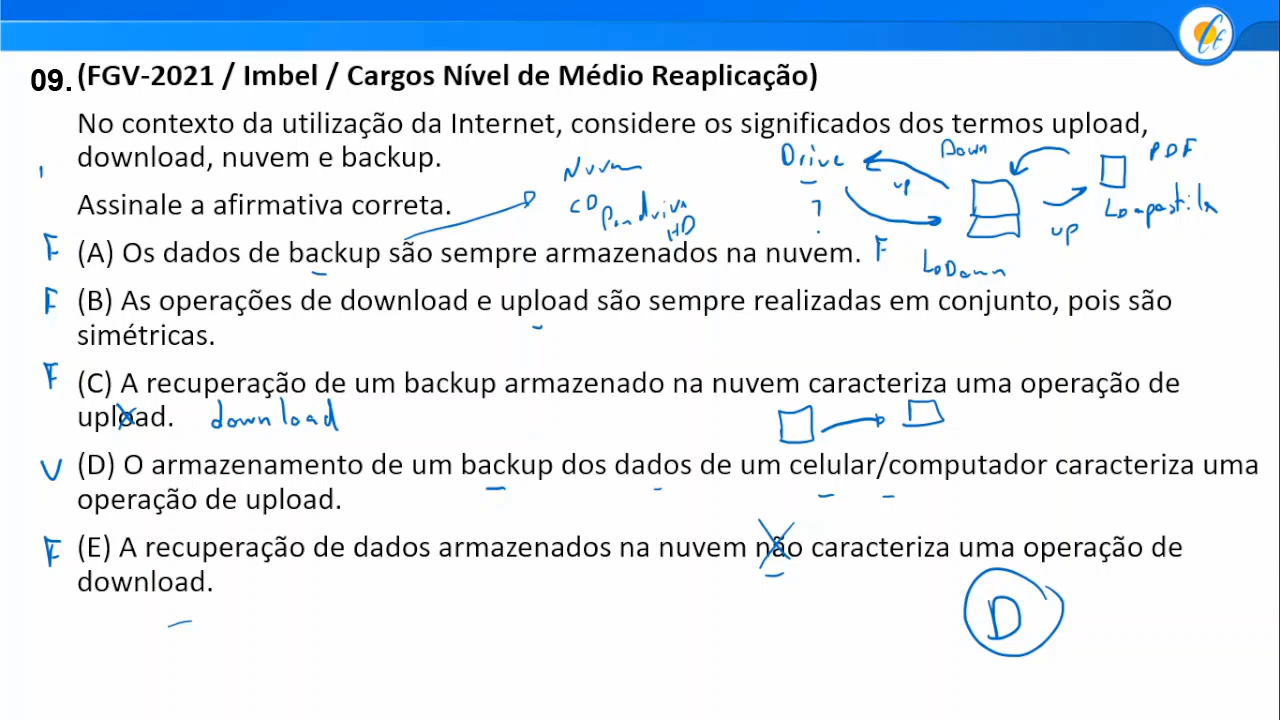 09. (FGV-2021 / Imbel / Cargos Nível de Médio Reaplicação)
No contexto da utilização da Internet, considere os significados dos termos upload,
download, nuvem e backup.
Nuvem
Drive
Down
PDF
up
?
CD
HD
up
Assinale a afirmativa correta.
F (A) Os dados de backup são sempre armazenados na nuvem. F
Down
F (B) As operações de download e upload são sempre realizadas em conjunto, pois são
simétricas.
F (C) A recuperação de um backup armazenado na nuvem caracteriza uma operação de
upload. download
V (D) O armazenamento de um backup dos dados de um celular/computador caracteriza uma
operação de upload.
F (E) A recuperação de dados armazenados na nuvem não caracteriza uma operação de
download.
D